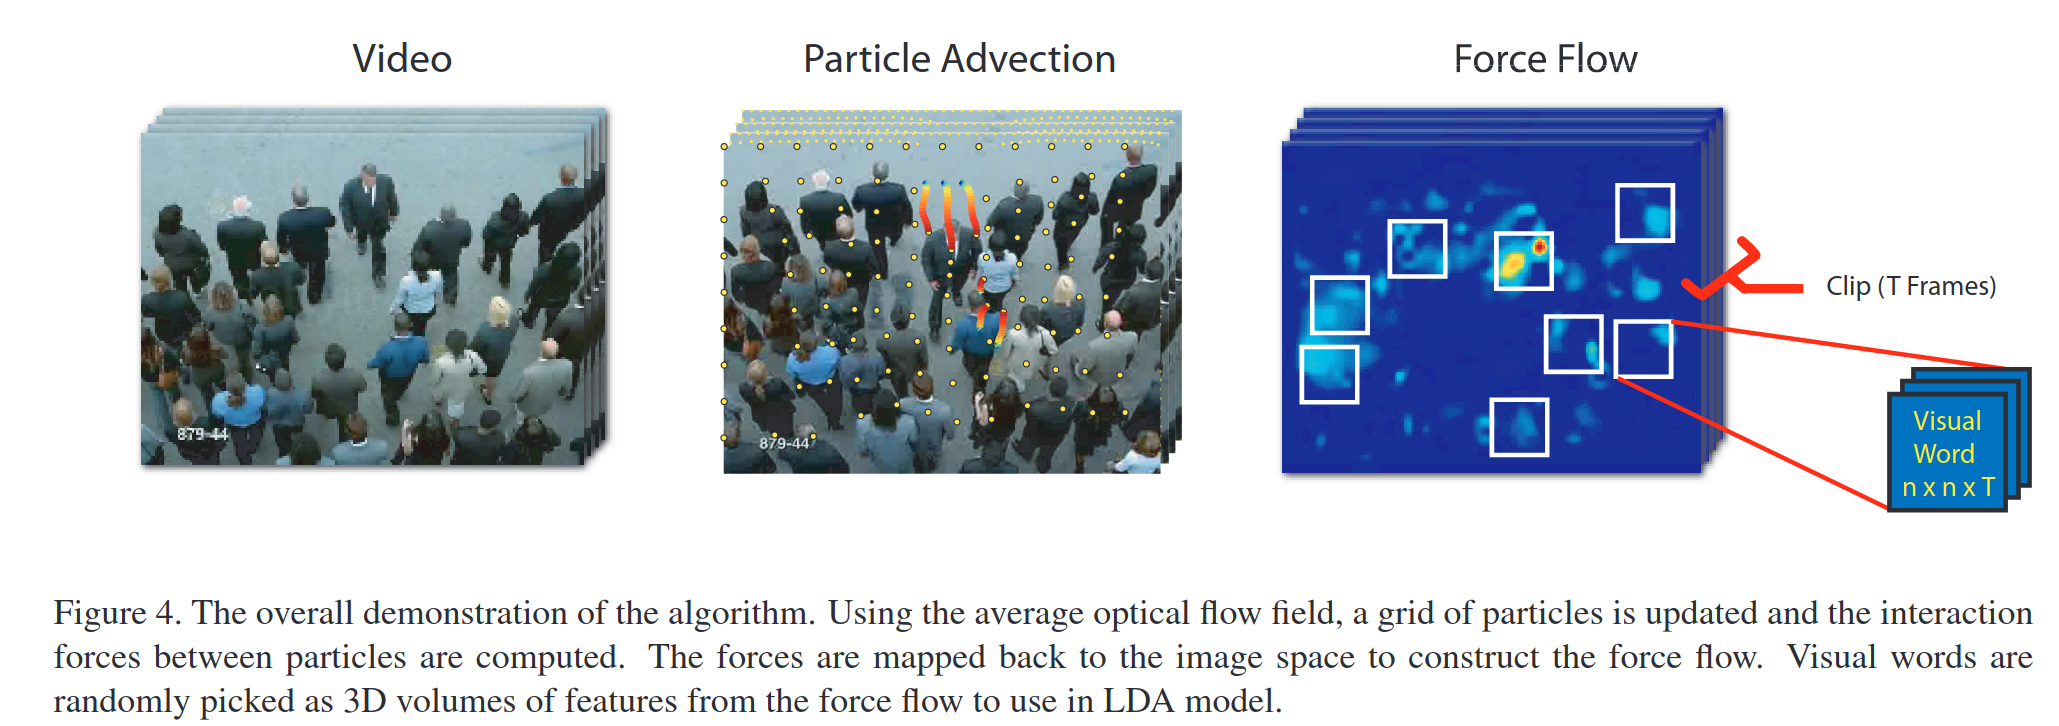 Video
Particle Advection
Force Flow
879-44
879-44
Clip (T Frames)
Visual
Word
n x n x T
Figure 4. The overall demonstration of the algorithm. Using the average optical flow field, a grid of particles is updated and the interaction
forces between particles are computed. The forces are mapped back to the image space to construct the force flow. Visual words are
randomly picked as 3D volumes of features from the force flow to use in LDA model.